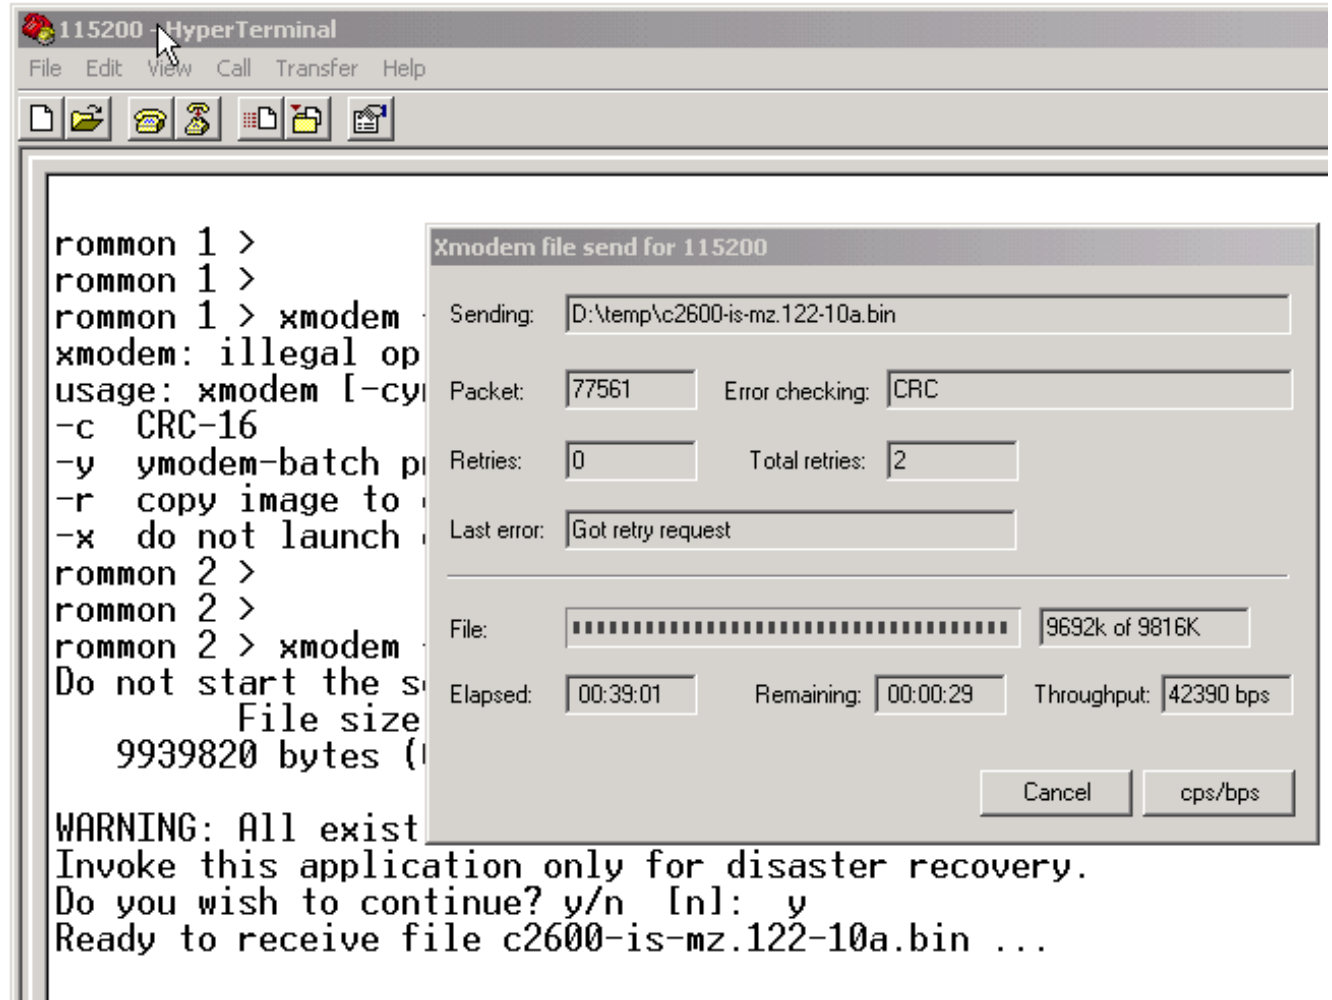 115200 - HyperTerminal
File Edit View Call Transfer Help
rommon 1 >
rommon 1 >
rommon 1 > xmodem
xmodem: illegal op
usage: xmodem [-cy
-c CRC-16
-y ymodem-batch
-r copy image to
-x do not launch
rommon 2 >
rommon 2 >
rommon 2 > xmodem
Do not start the
File size
9939820 bytes (
WARNING: All exist
Invoke this application only for disaster recovery.
Do you wish to continue? y/n [n]: y
Ready to receive file c2600-is-mz.122-10a.bin ...
Xmodem file send for 115200
Sending: D:\temp\c2600-is-mz.122-10a.bin
Packet: 77561 Error checking: CRC
Retries: 0 Total retries: 2
Last error: Got retry request
File: 9692k of 9816K
Elapsed: 00:39:01 Remaining: 00:00:29 Throughput: 42390 bps
Cancel cps/bps